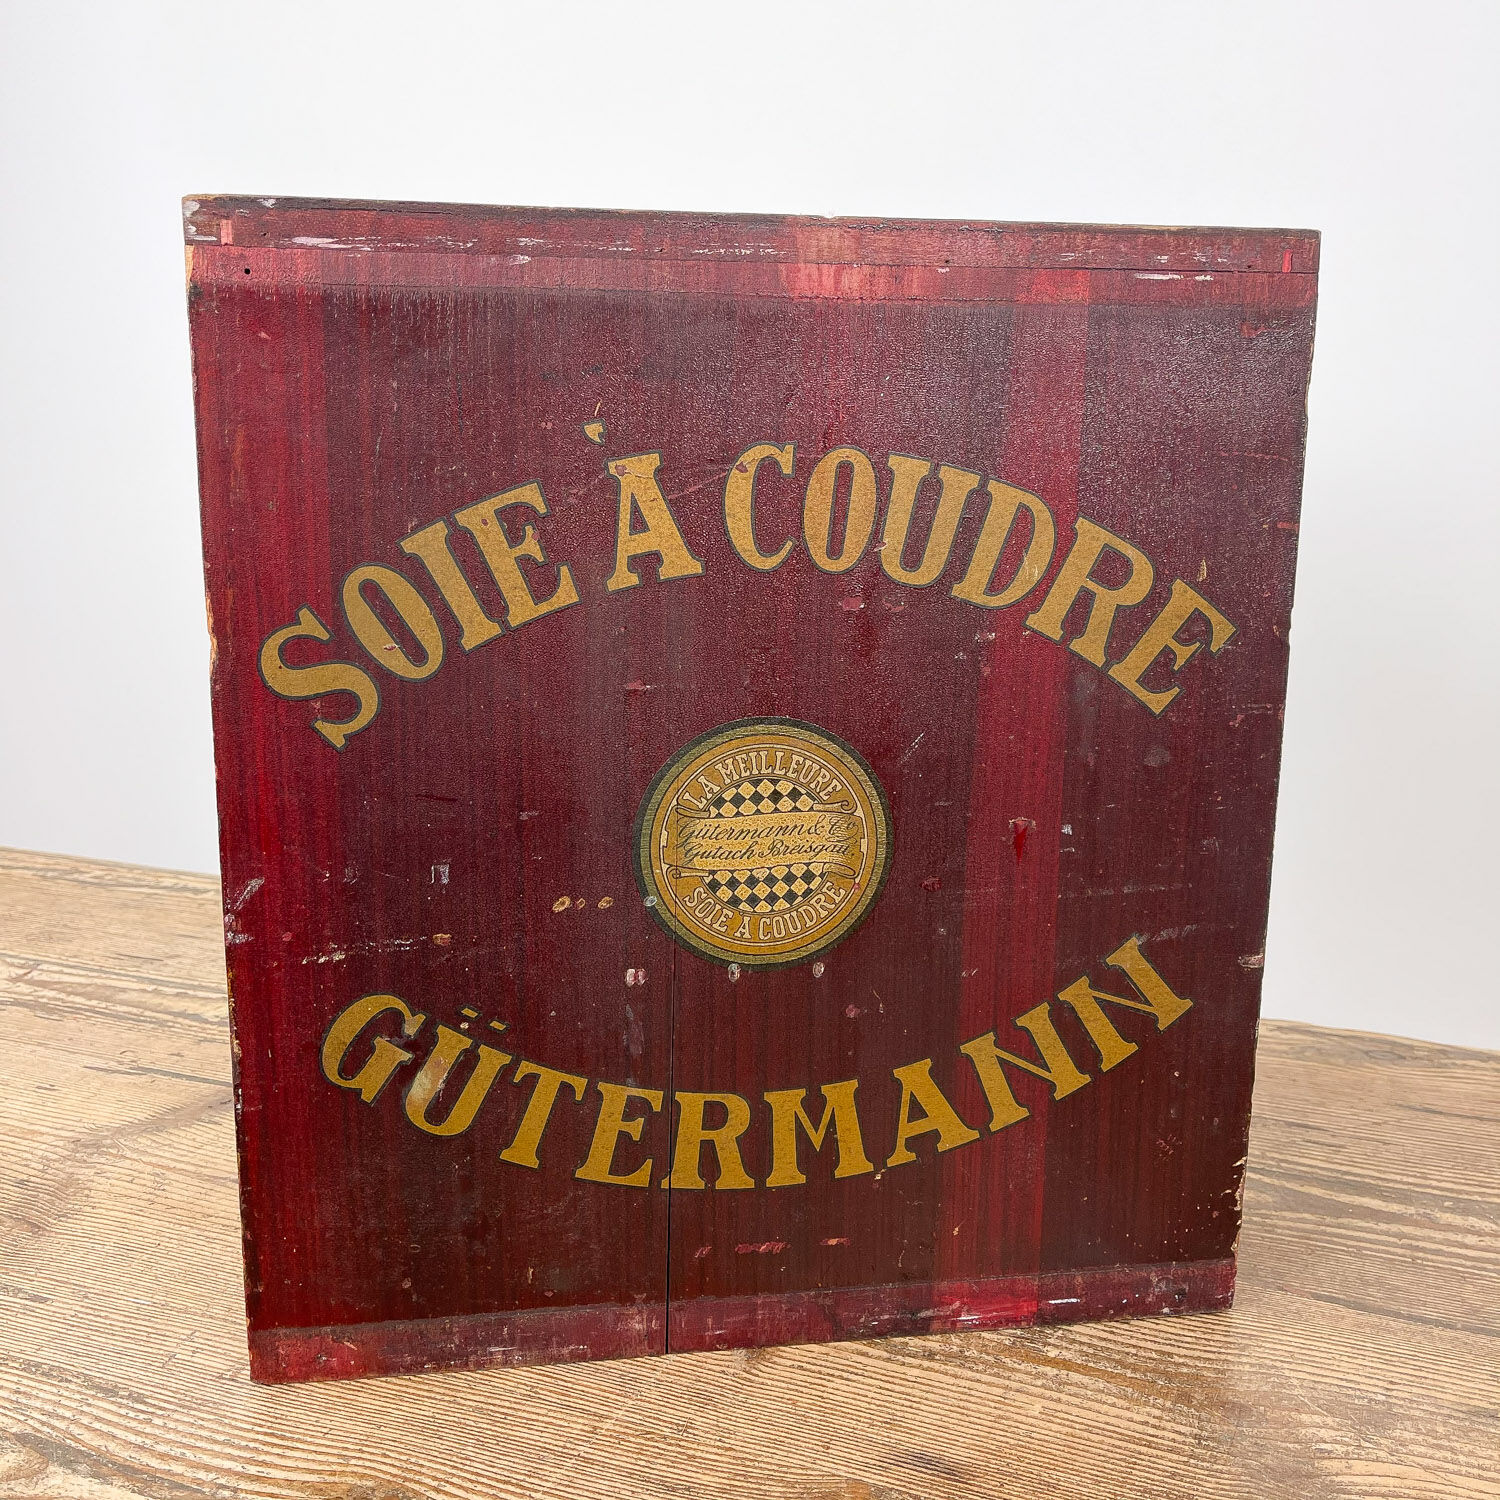 SOIE À COUDRE
LA MEILLEURE
Gütermann & Co
Gutach Breisgau
SOIE A COUDRE
GÜTERMANN